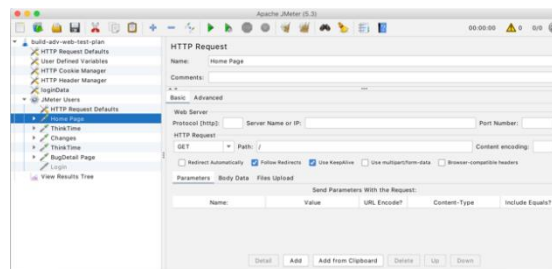 Apache JMeter (5.3)
00:00:00 0 0/0
build-adv-web-test-plan
HTTP Request Defaults
User Defined Variables
HTTP Cookie Manager
HTTP Header Manager
loginData
JMeter Users
HTTP Request Defaults
Home Page
ThinkTime
Changes
ThinkTime
BugDetail Page
Login
View Results Tree
HTTP Request
Name: Home Page
Comments:
Basic Advanced
Web Server
Protocol [http]: Server Name or IP: Port Number:
HTTP Request
GET Path: / Content encoding:
Redirect Automatically Follow Redirects Use KeepAlive Use multipart/form-data Browser-compatible headers
Parameters Body Data Files Upload
Send Parameters With the Request:
Name: Value URL Encode? Content-Type Include Equals?
Detail Add Add from Clipboard Delete Up Down